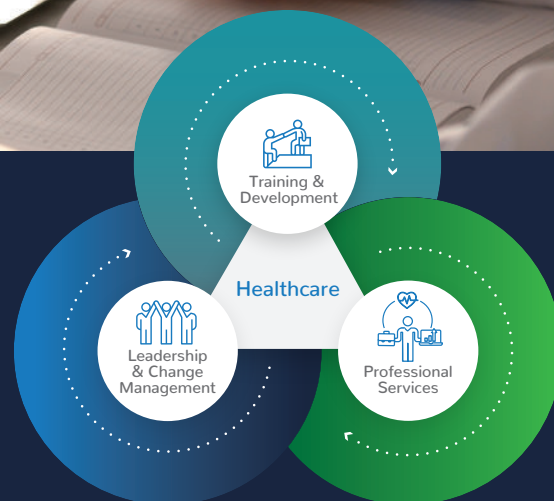 Training &
Development
Healthcare
Leadership
& Change
Management
Professional
Services